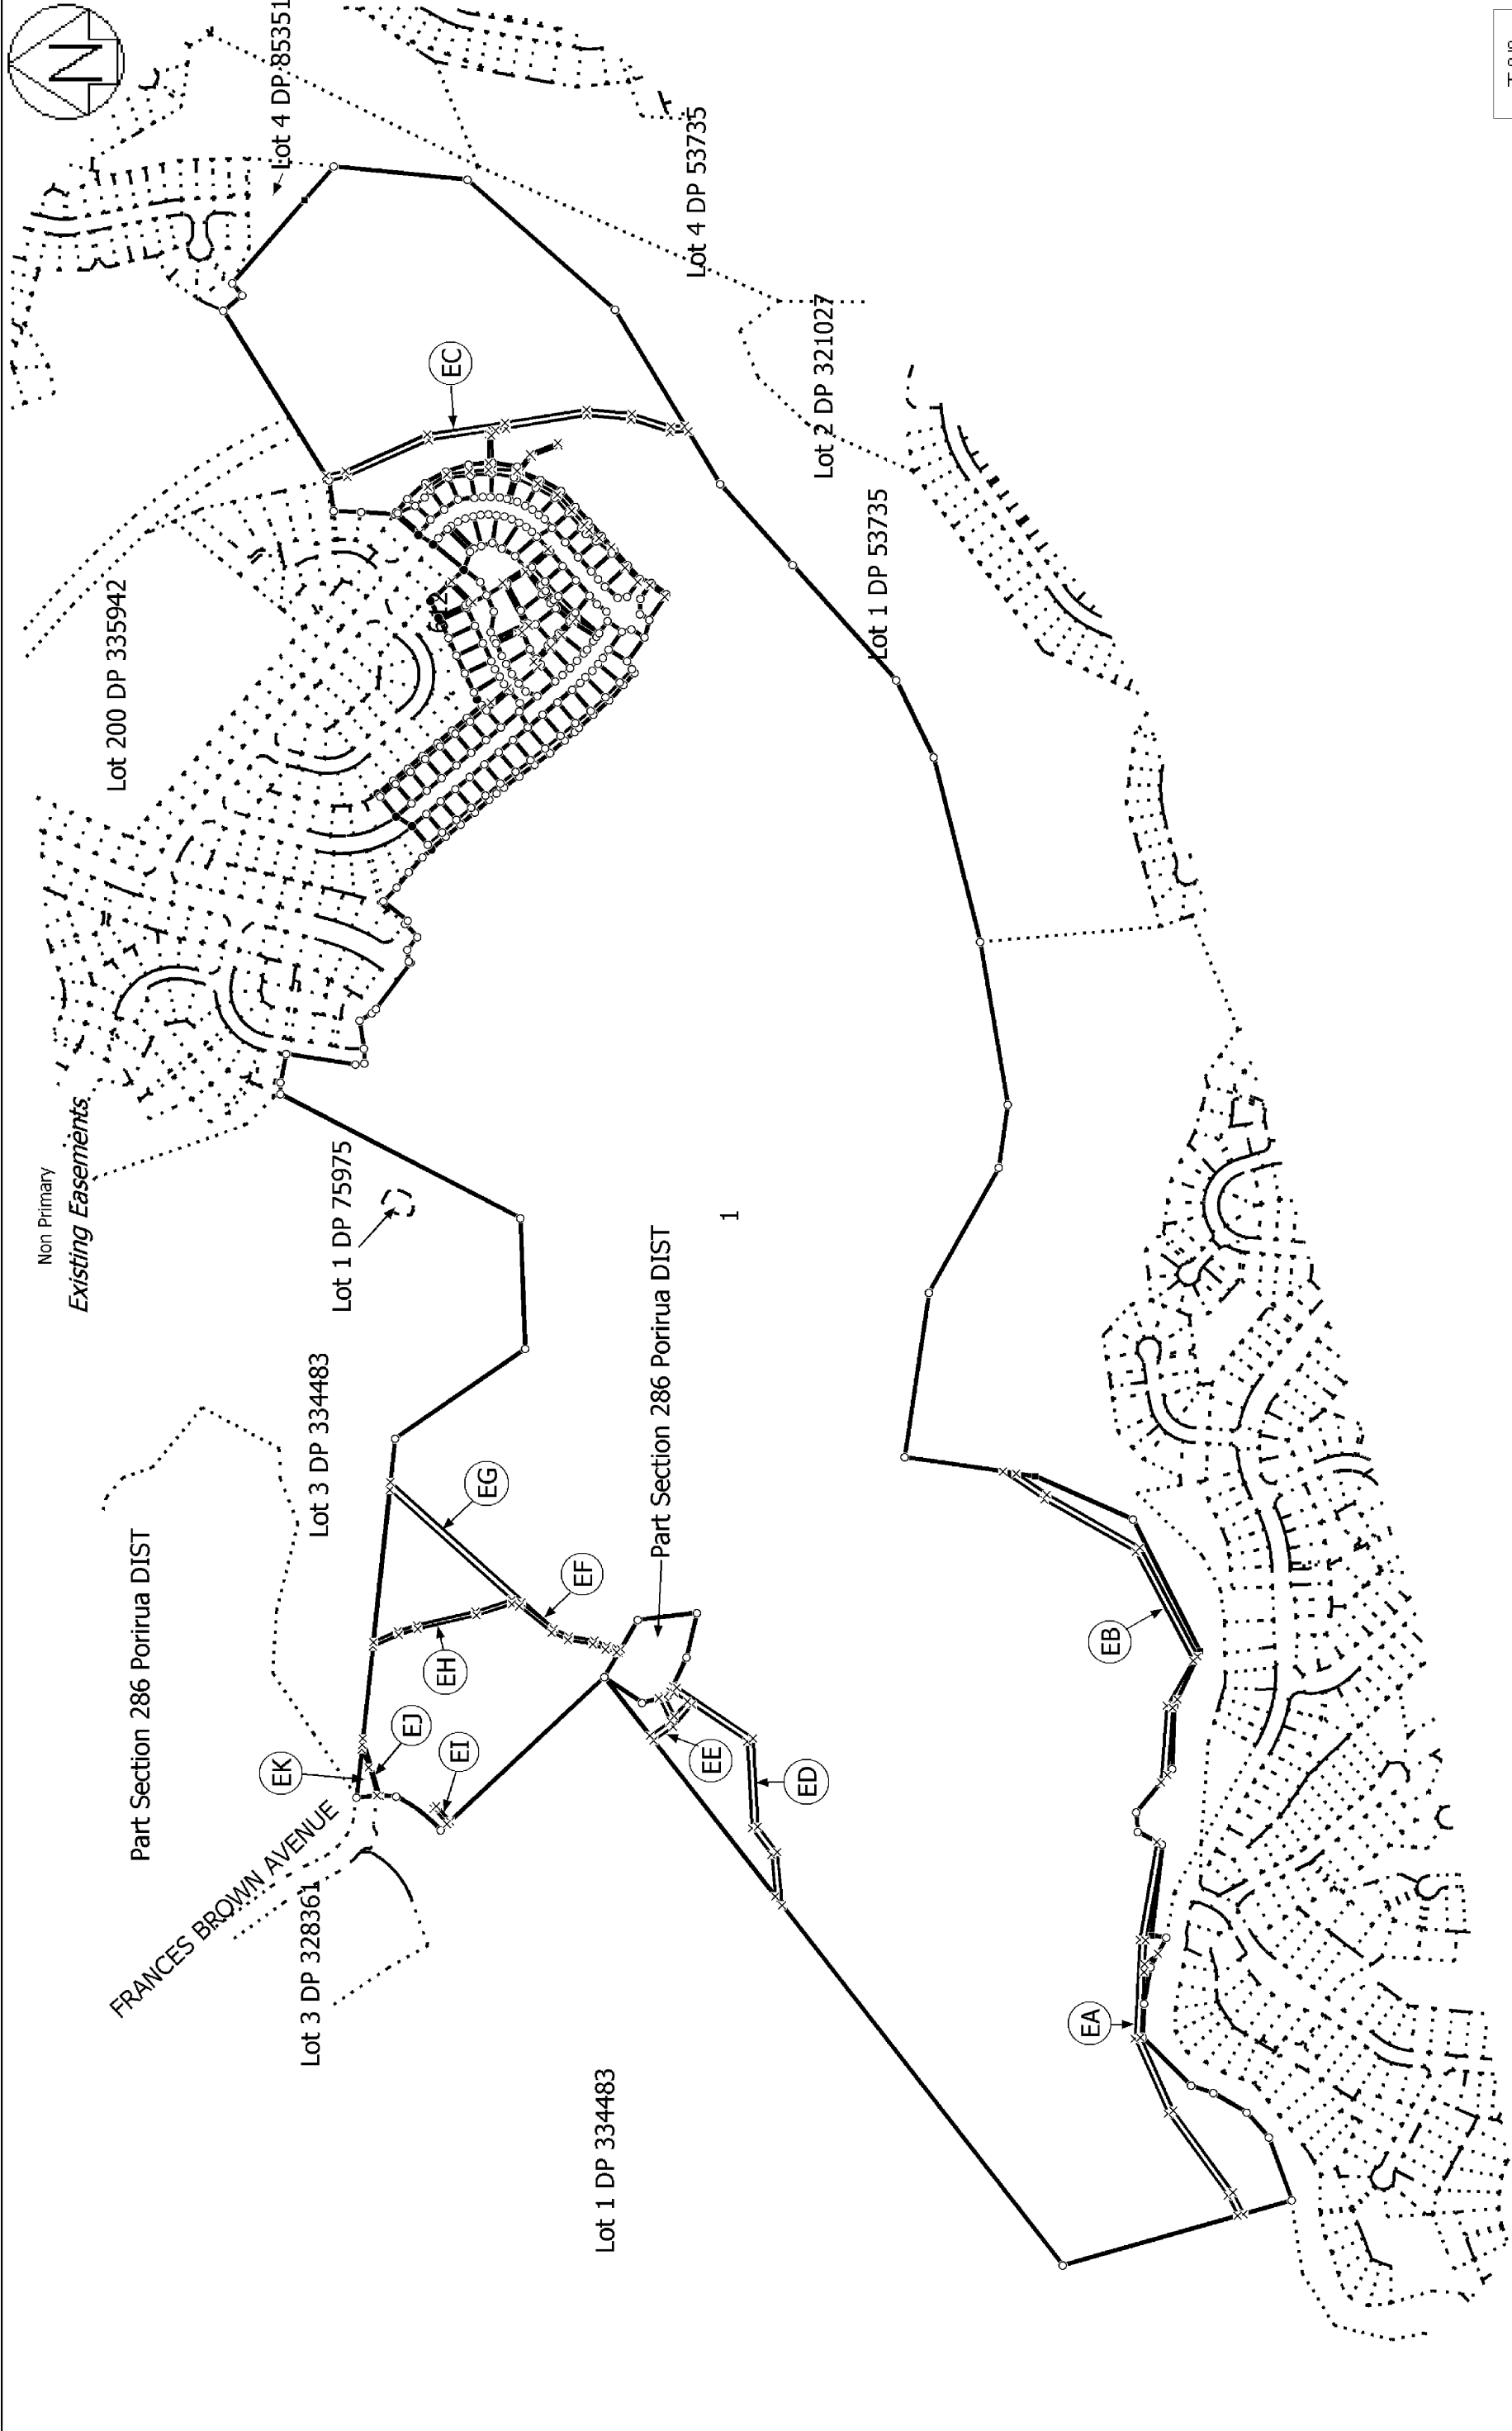 N
Lot 4 DP 85351
Lot 4 DP 53735
EC
Lot 2 DP 321027
Lot 1 DP 53735
Lot 200 DP 335942
Non Primary
Existing Easements
Lot 1 DP 75975
1
Part Section 286 Porirua DIST
Lot 3 DP 334483
Part Section 286 Porirua DIST
EG
EF
EH
EJ
EK
EI
EE
ED
EB
EA
FRANCES BROWN AVENUE
Lot 3 DP 328361
Lot 1 DP 334483